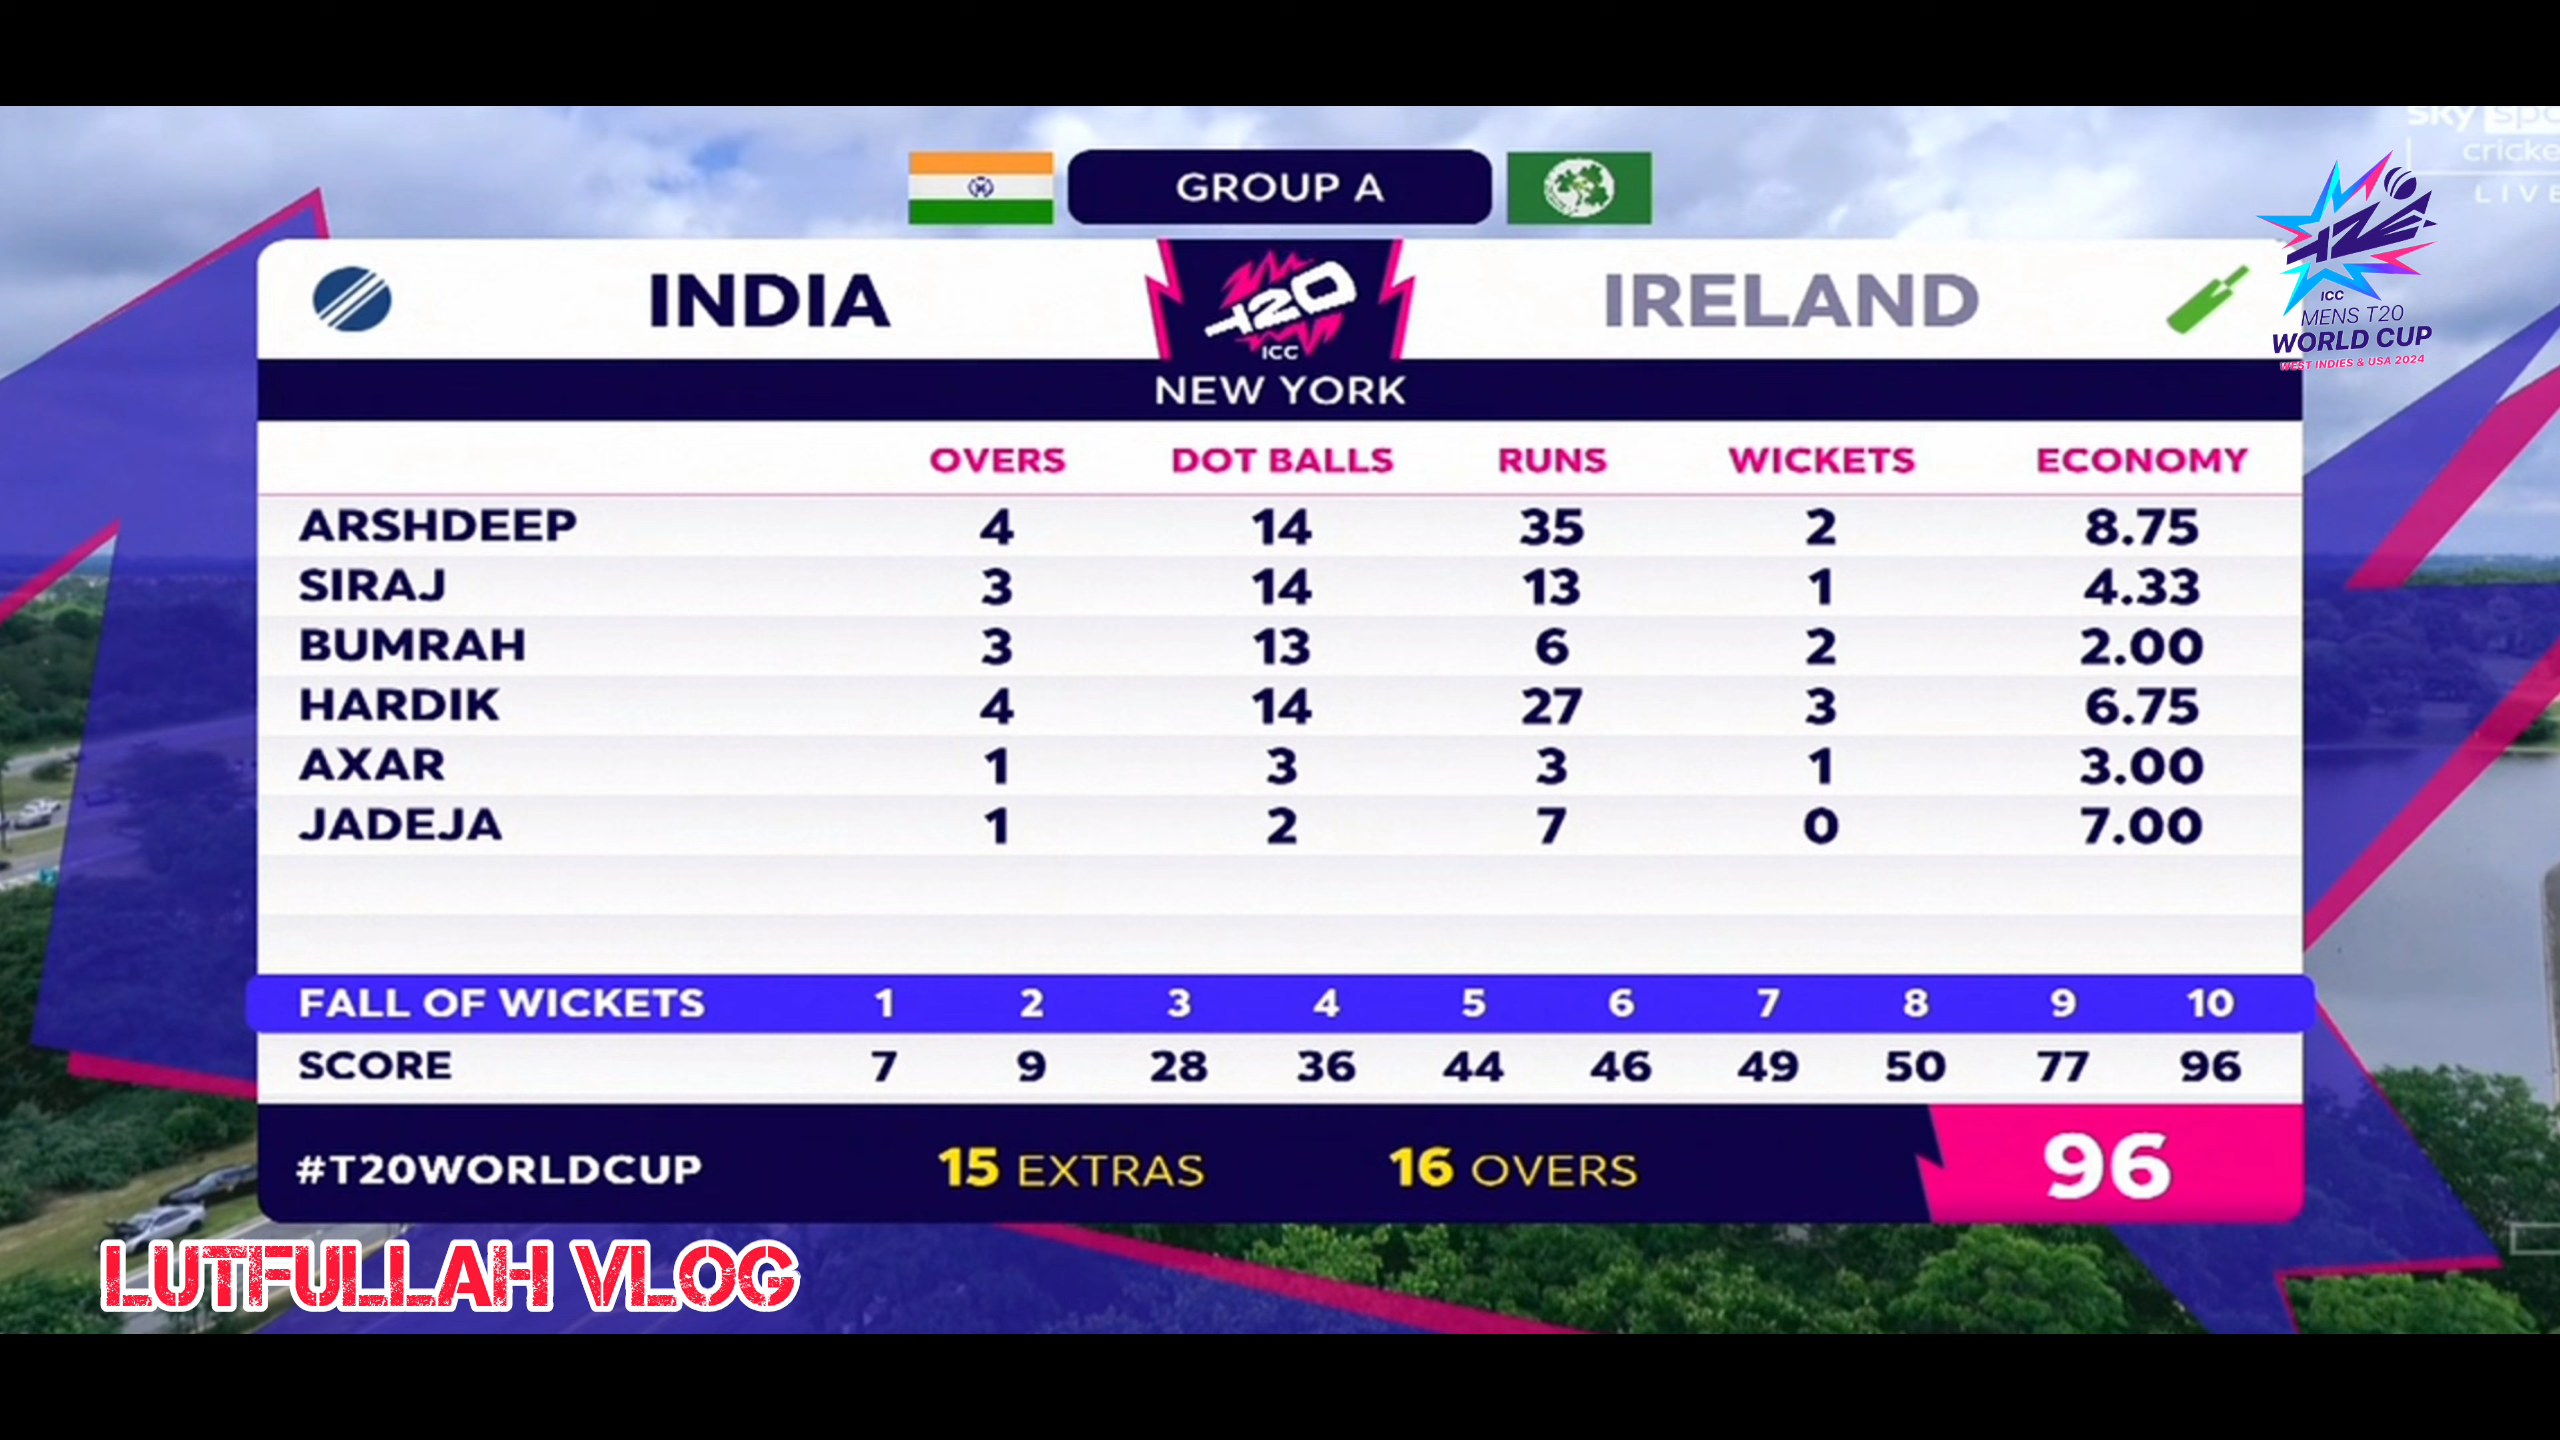 sky spo
cricke
LIVE
GROUP A
INDIA
T20
ICC
IRELAND
ICC
MENS T20
WORLD CUP
WEST INDIES & USA 2024
NEW YORK
OVERS DOT BALLS RUNS WICKETS ECONOMY
ARSHDEEP 4 14 35 2 8.75
SIRAJ 3 14 13 1 4.33
BUMRAH 3 13 6 2 2.00
HARDIK 4 14 27 3 6.75
AXAR 1 3 3 1 3.00
JADEJA 1 2 7 0 7.00
FALL OF WICKETS 1 2 3 4 5 6 7 8 9 10
SCORE 7 9 28 36 44 46 49 50 77 96
#T20WORLDCUP 15 EXTRAS 16 OVERS 96
LUTFULLAH VLOG